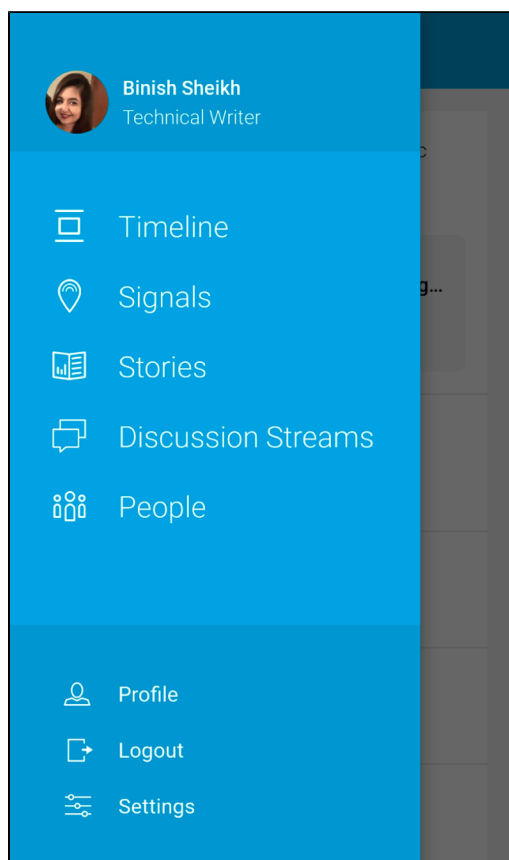 Binish Sheikh
Technical Writer
c
g...
Timeline
Signals
Stories
Discussion Streams
People
Profile
Logout
Settings